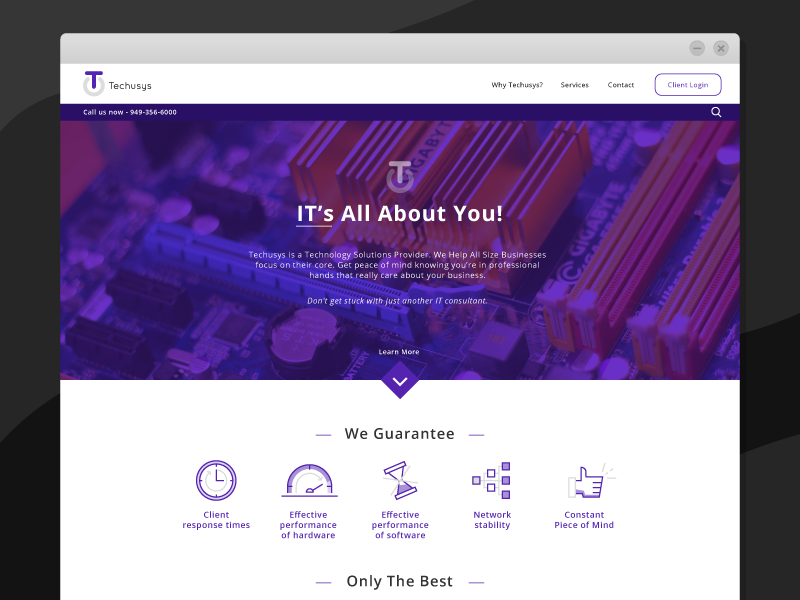 Techusys
Why Techusys?
Services
Contact
Client Login
Call us now - 949-356-6000
GIGABYTE
GIGABYTE
IT’s All About You!
Techusys is a Technology Solutions Provider. We Help All Size Businesses
focus on their core. Get peace of mind knowing you’re in professional
hands that really care about your business.
Don't get stuck with just another IT consultant.
Learn More
We Guarantee
Client
response times
Effective
performance
of hardware
Effective
performance
of software
Network
stability
Constant
Piece of Mind
Only The Best